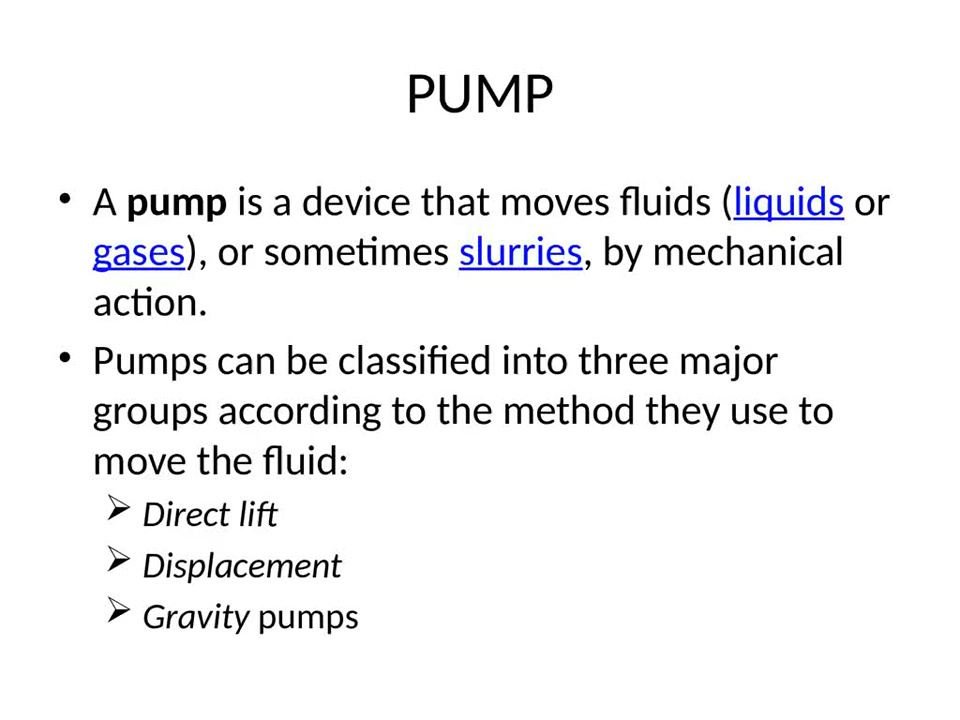 PUMP
• A pump is a device that moves fluids (liquids or
gases), or sometimes slurries, by mechanical
action.
• Pumps can be classified into three major
groups according to the method they use to
move the fluid:
➢ Direct lift
➢ Displacement
➢ Gravity pumps